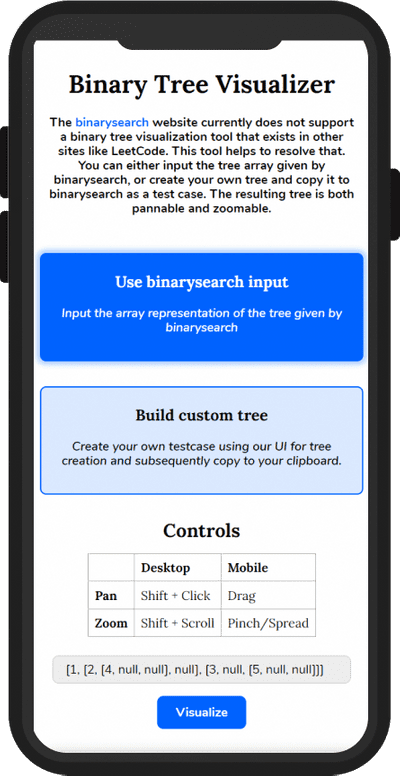 Binary Tree Visualizer
The binarysearch website currently does not support
a binary tree visualization tool that exists in other
sites like LeetCode. This tool helps to resolve that.
You can either input the tree array given by
binarysearch, or create your own tree and copy it to
binarysearch as a test case. The resulting tree is both
pannable and zoomable.
Use binarysearch input
Input the array representation of the tree given by
binarysearch
Build custom tree
Create your own testcase using our UI for tree
creation and subsequently copy to your clipboard.
Controls
Desktop Mobile
Pan Shift + Click Drag
Zoom Shift + Scroll Pinch/Spread
[1, [2, [4, null, null], null], [3, null, [5, null, null]]]
Visualize